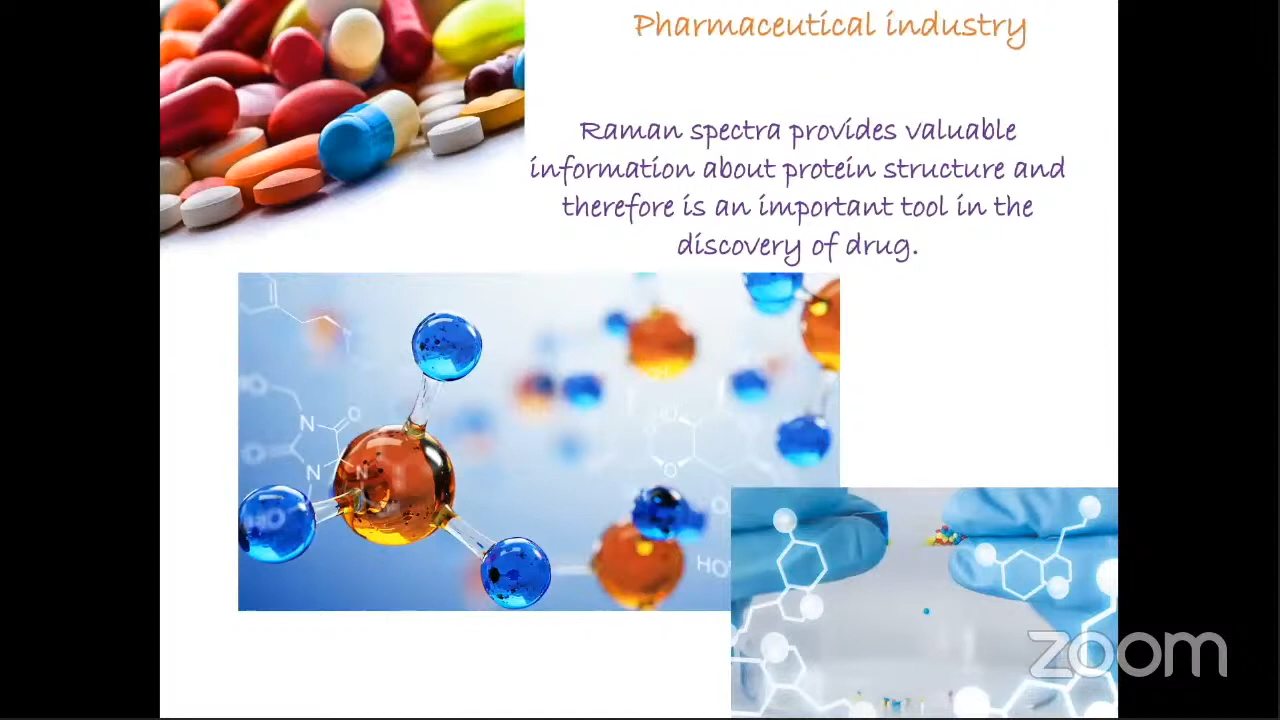 Pharmaceutical industry
Raman spectra provides valuable
information about protein structure and
therefore is an important tool in the
discovery of drug.
N
O
N
N
O
HO
zoom